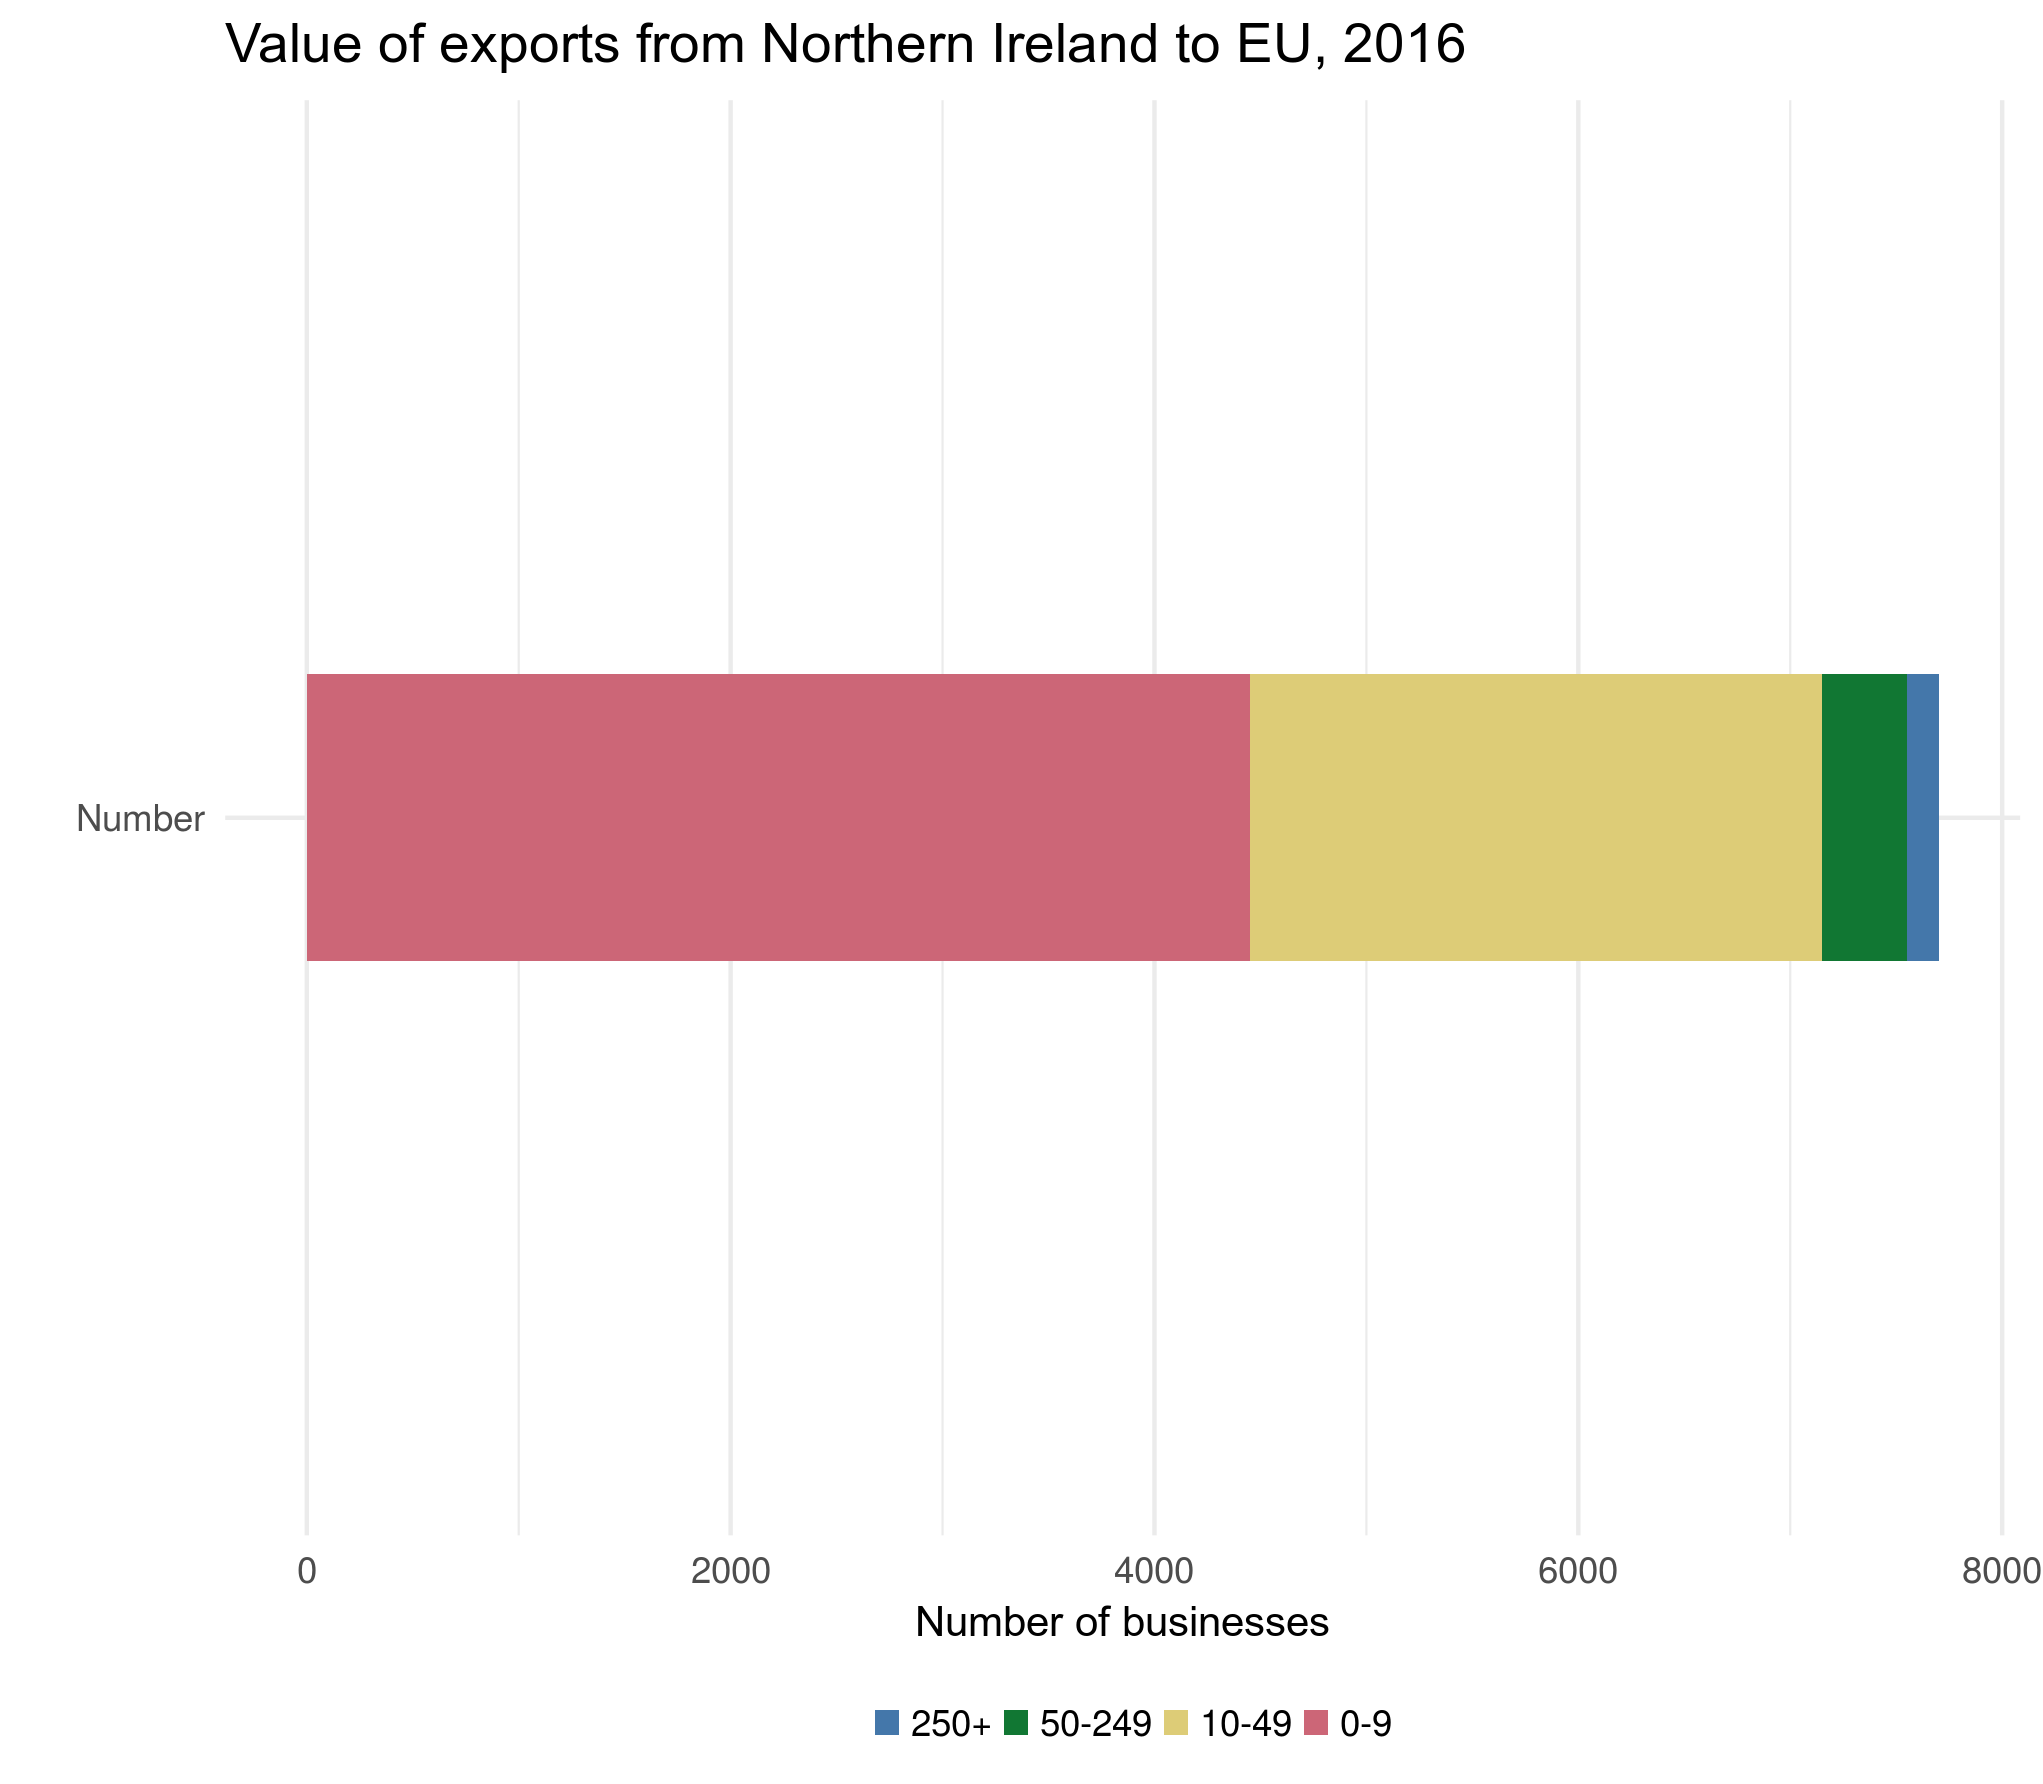 Value of exports from Northern Ireland to EU, 2016
Number
0 2000 4000 6000 8000
Number of businesses
250+ 50-249 10-49 0-9